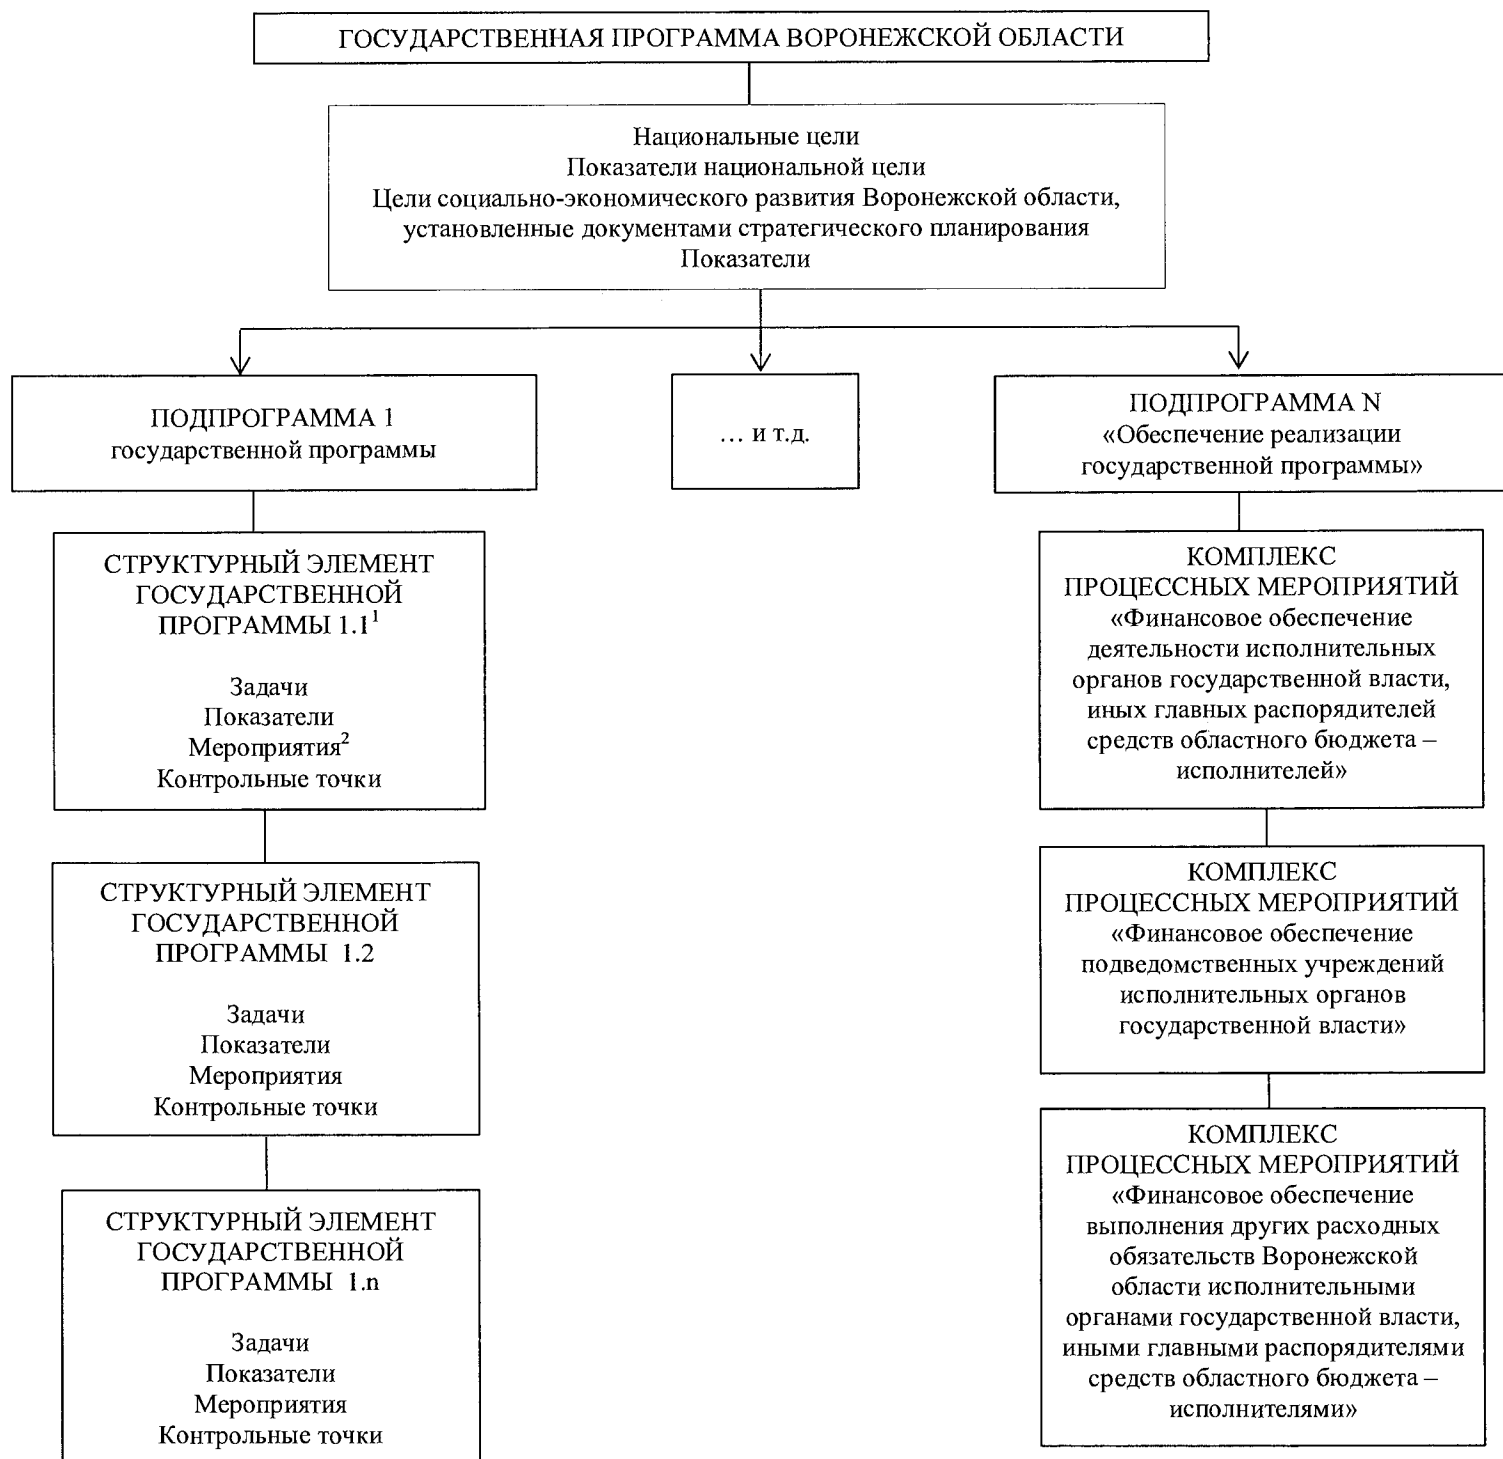 ГОСУДАРСТВЕННАЯ ПРОГРАММА ВОРОНЕЖСКОЙ ОБЛАСТИ
Национальные цели
Показатели национальной цели
Цели социально-экономического развития Воронежской области,
установленные документами стратегического планирования
Показатели
ПОДПРОГРАММА 1
государственной программы
… и т.д.
ПОДПРОГРАММА N
«Обеспечение реализации
государственной программы»
СТРУКТУРНЫЙ ЭЛЕМЕНТ
ГОСУДАРСТВЕННОЙ
ПРОГРАММЫ 1.1¹
Задачи
Показатели
Мероприятия²
Контрольные точки
СТРУКТУРНЫЙ ЭЛЕМЕНТ
ГОСУДАРСТВЕННОЙ
ПРОГРАММЫ 1.2
Задачи
Показатели
Мероприятия
Контрольные точки
СТРУКТУРНЫЙ ЭЛЕМЕНТ
ГОСУДАРСТВЕННОЙ
ПРОГРАММЫ 1.n
Задачи
Показатели
Мероприятия
Контрольные точки
КОМПЛЕКС
ПРОЦЕССНЫХ МЕРОПРИЯТИЙ
«Финансовое обеспечение
деятельности исполнительных
органов государственной власти,
иных главных распорядителей
средств областного бюджета –
исполнителей»
КОМПЛЕКС
ПРОЦЕССНЫХ МЕРОПРИЯТИЙ
«Финансовое обеспечение
подведомственных учреждений
исполнительных органов
государственной власти»
КОМПЛЕКС
ПРОЦЕССНЫХ МЕРОПРИЯТИЙ
«Финансовое обеспечение
выполнения других расходных
обязательств Воронежской
области исполнительными
органами государственной власти,
иными главными распорядителями
средств областного бюджета –
исполнителями»